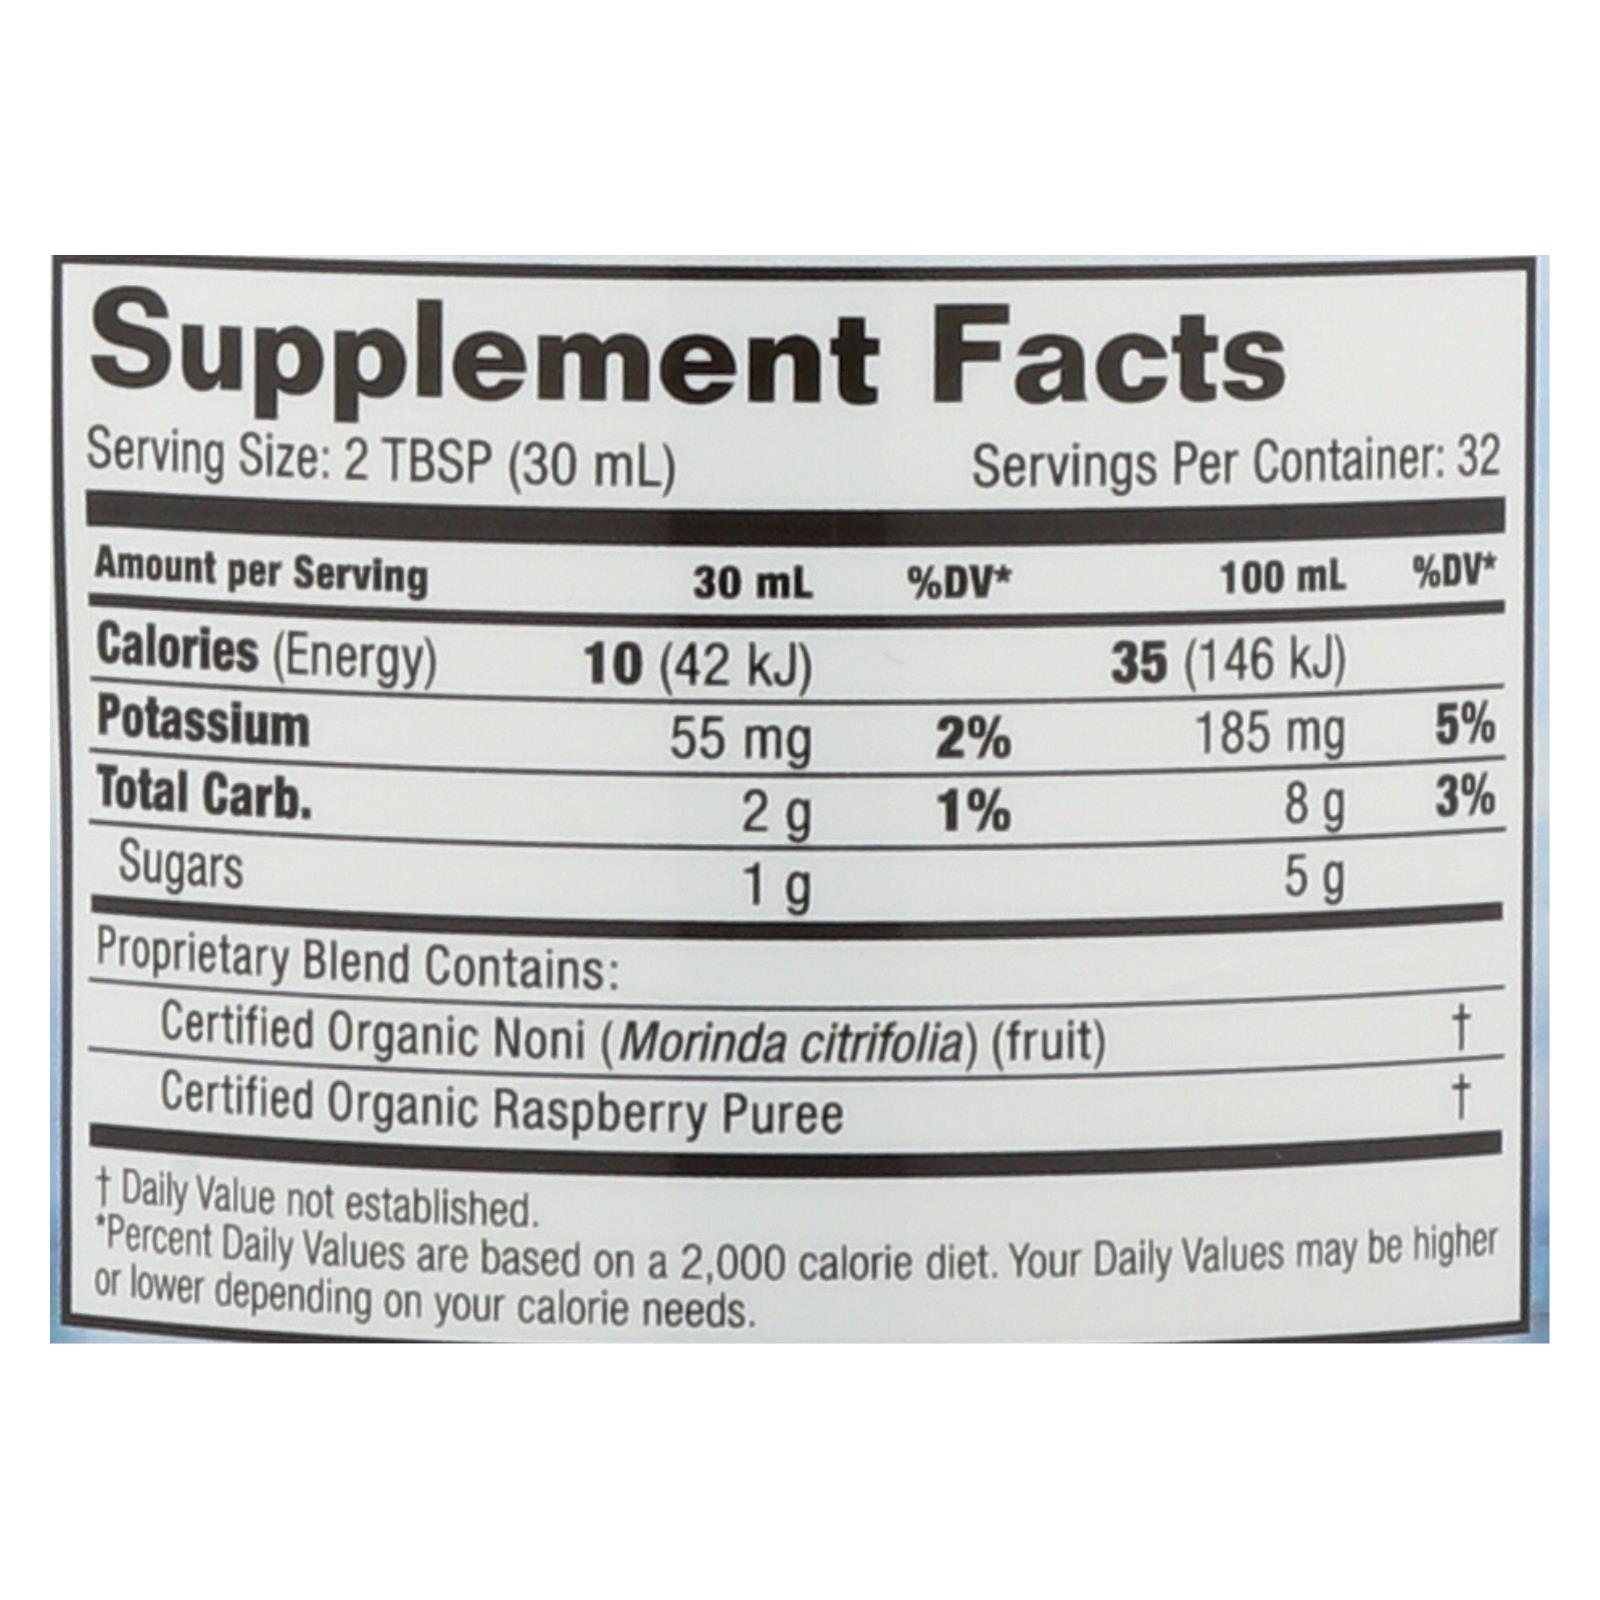 Supplement Facts
Serving Size: 2 TBSP (30 mL) Servings Per Container: 32
Amount per Serving 30 mL %DV* 100 mL %DV*
Calories (Energy) 10 (42 kJ) 35 (146 kJ)
Potassium 55 mg 2% 185 mg 5%
Total Carb. 2 g 1% 8 g 3%
Sugars 1 g 5 g
Proprietary Blend Contains:
Certified Organic Noni (Morinda citrifolia) (fruit) †
Certified Organic Raspberry Puree †
† Daily Value not established.
*Percent Daily Values are based on a 2,000 calorie diet. Your Daily Values may be higher
or lower depending on your calorie needs.